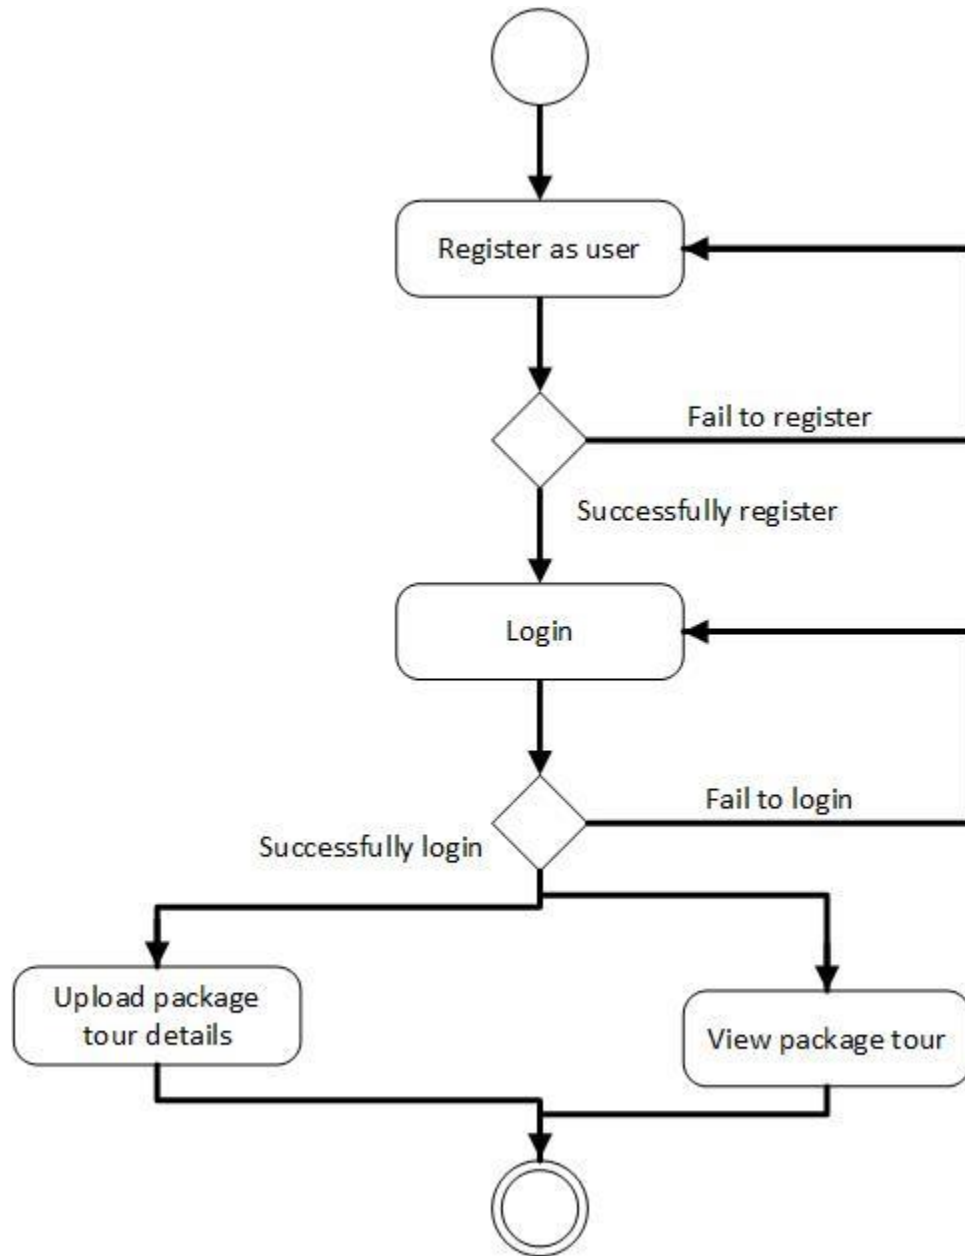 Register as user
Fail to register
Successfully register
Login
Fail to login
Successfully login
Upload package
tour details
View package tour